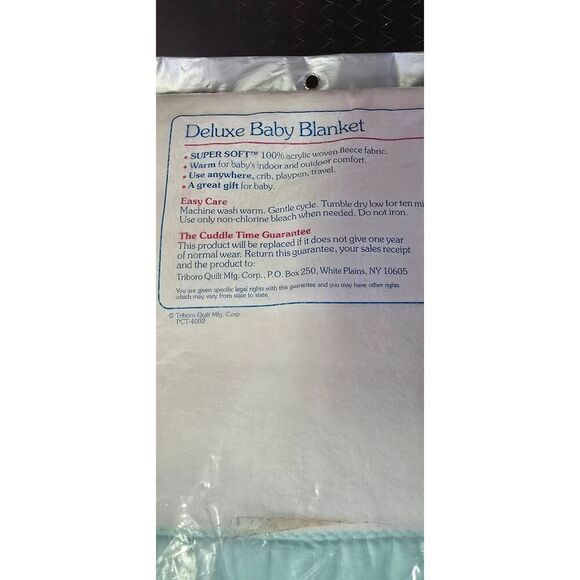 Deluxe Baby Blanket
• SUPER SOFT™ 100% acrylic woven fleece fabric.
• Warm for baby's indoor and outdoor comfort.
• Use anywhere, crib, playpen, travel.
• A great gift for baby.
Easy Care
Machine wash warm. Gentle cycle. Tumble dry low for ten mi
Use only non-chlorine bleach when needed. Do not iron.
The Cuddle Time Guarantee
This product will be replaced if it does not give one year
of normal wear. Return this guarantee, your sales receipt
and the product to:
Triboro Quilt Mfg. Corp., P.O. Box 250, White Plains, NY 10605
You are given specific legal rights with this guarantee and you may have other rights
which may vary from state to state.
© Triboro Quilt Mfg. Corp.
PCT-4002